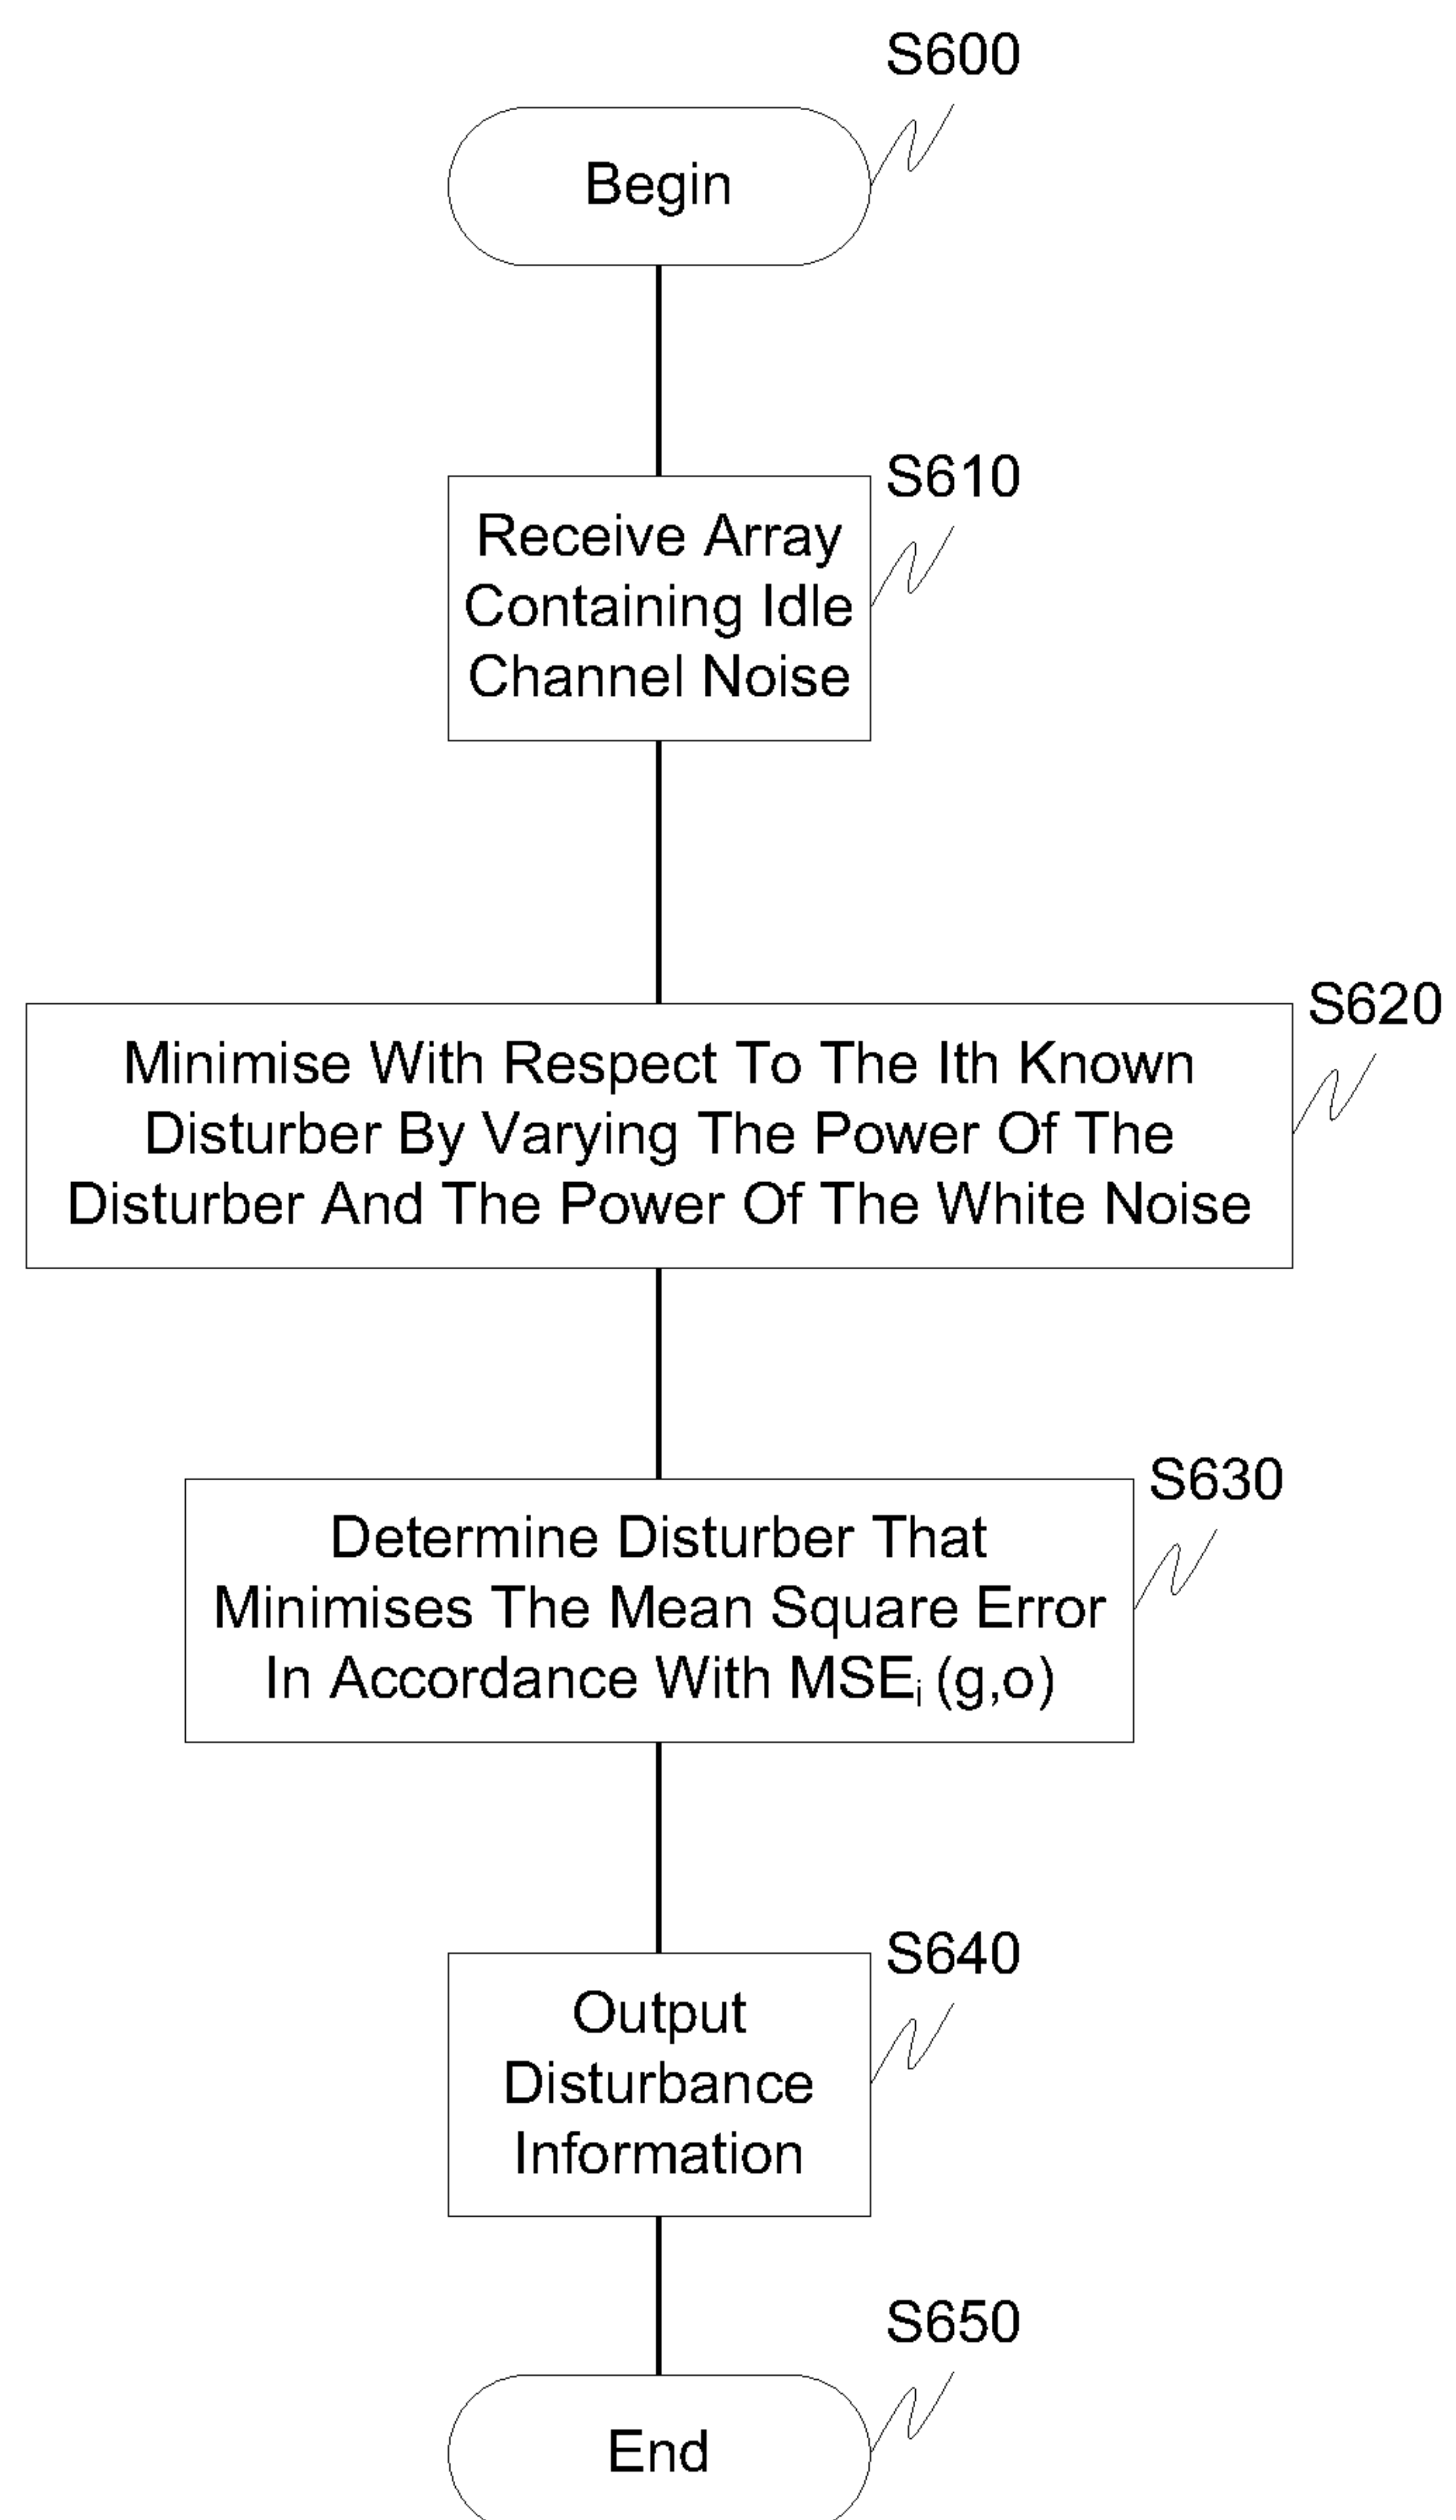 S600
Begin
S610
Receive Array
Containing Idle
Channel Noise
S620
Minimise With Respect To The Ith Known
Disturber By Varying The Power Of The
Disturber And The Power Of The White Noise
S630
Determine Disturber That
Minimises The Mean Square Error
In Accordance With MSEᵢ (g,o)
S640
Output
Disturbance
Information
S650
End